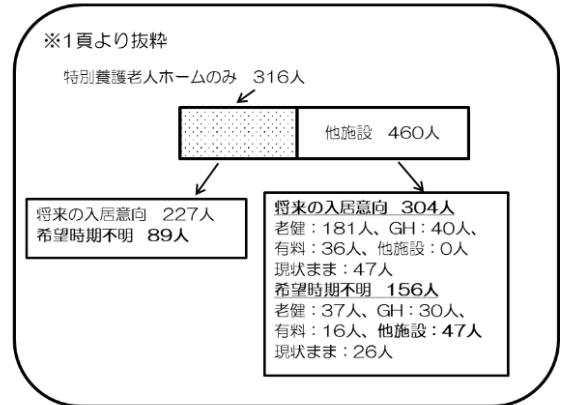 ※1頁より抜粋
特別養護老人ホームのみ 316人
他施設 460人
将来の入居意向 227人
希望時期不明 89人
将来の入居意向 304人
老健：181人、GH：40人、
有料：36人、他施設：0人
現状まま：47人
希望時期不明 156人
老健：37人、GH：30人、
有料：16人、他施設：47人
現状まま：26人